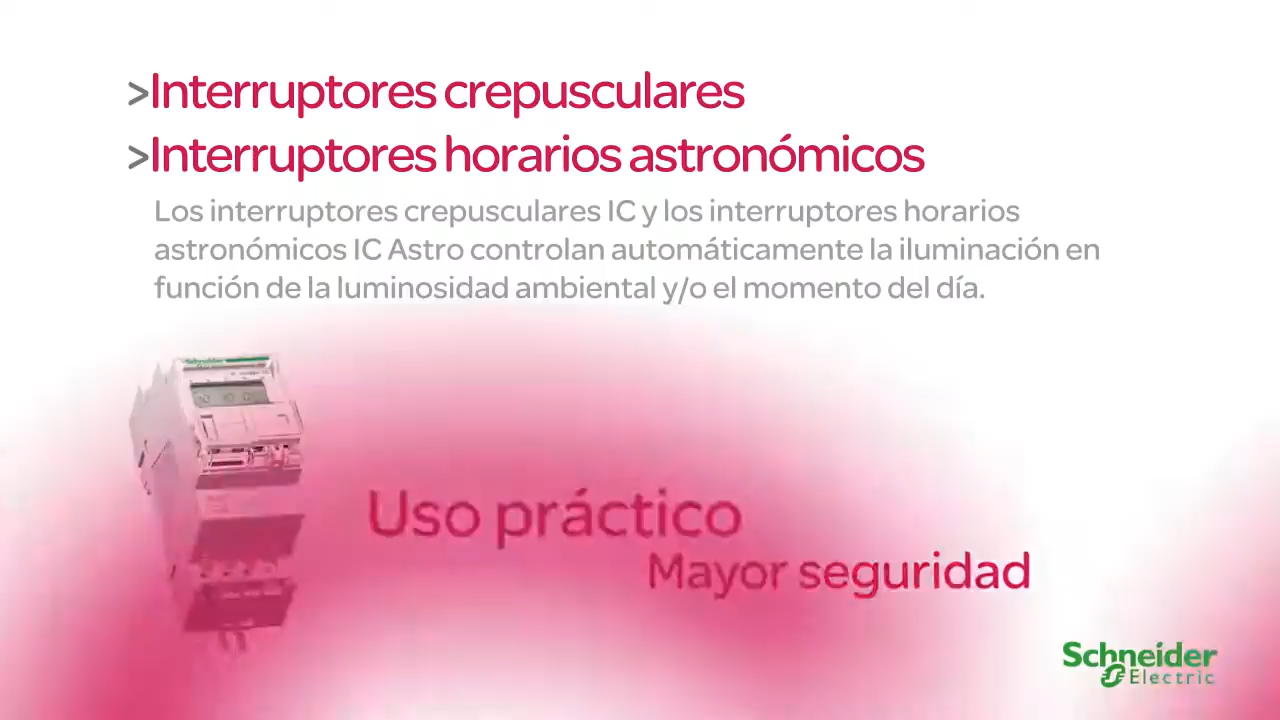 >Interruptores crepusculares
>Interruptores horarios astronómicos
Los interruptores crepusculares IC y los interruptores horarios
astronómicos IC Astro controlan automáticamente la iluminación en
función de la luminosidad ambiental y/o el momento del día.
Schneider
Uso práctico
Mayor seguridad
Schneider
Electric